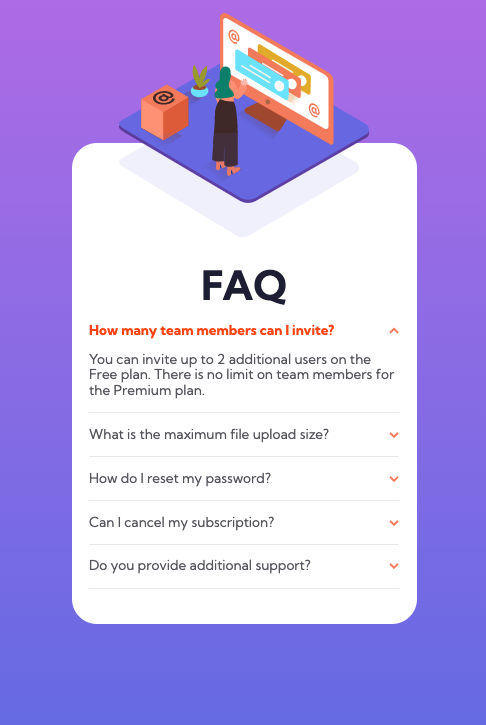 @
@
@
FAQ
How many team members can I invite?
You can invite up to 2 additional users on the
Free plan. There is no limit on team members for
the Premium plan.
What is the maximum file upload size?
How do I reset my password?
Can I cancel my subscription?
Do you provide additional support?